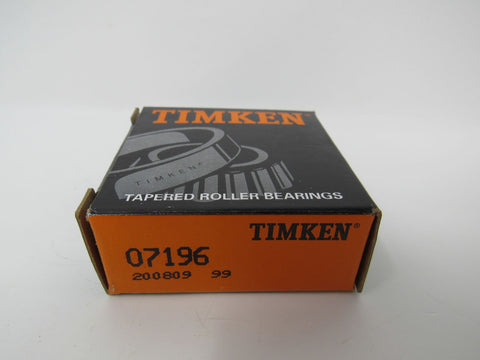 TIMKEN
TIMKEN®
TAPERED ROLLER BEARINGS
TIMKEN®
07196
200809 99